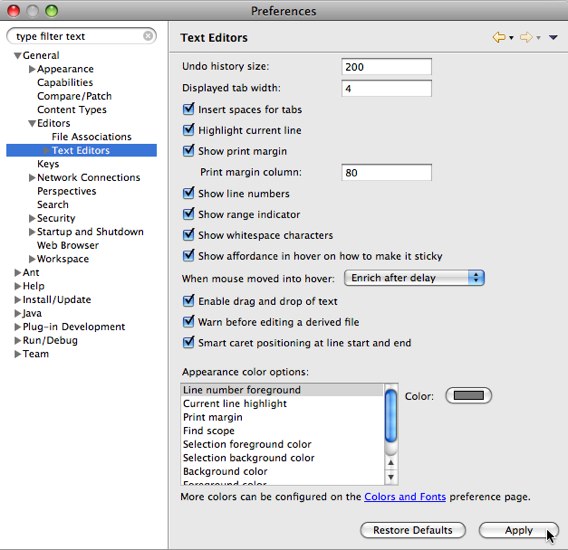 Preferences
type filter text
General
Appearance
Capabilities
Compare/Patch
Content Types
Editors
File Associations
Text Editors
Keys
Network Connections
Perspectives
Search
Security
Startup and Shutdown
Web Browser
Workspace
Ant
Help
Install/Update
Java
Plug-in Development
Run/Debug
Team
Text Editors
Undo history size: 200
Displayed tab width: 4
Insert spaces for tabs
Highlight current line
Show print margin
Print margin column: 80
Show line numbers
Show range indicator
Show whitespace characters
Show affordance in hover on how to make it sticky
When mouse moved into hover: Enrich after delay
Enable drag and drop of text
Warn before editing a derived file
Smart caret positioning at line start and end
Appearance color options:
Line number foreground
Color:
Current line highlight
Print margin
Find scope
Selection foreground color
Selection background color
Background color
Foreground color
More colors can be configured on the Colors and Fonts preference page.
Restore Defaults Apply